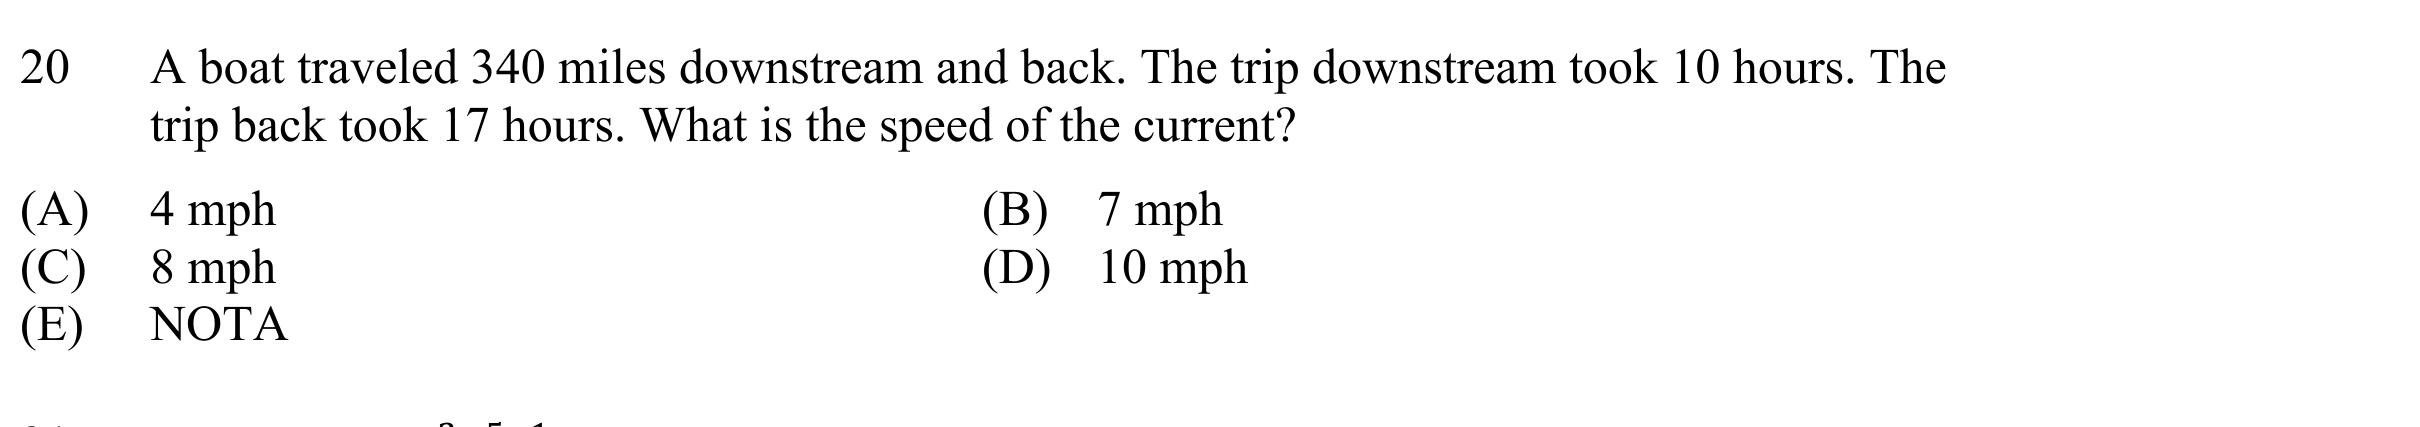 20 A boat traveled 340 miles downstream and back. The trip downstream took 10 hours. The
trip back took 17 hours. What is the speed of the current?
(A) 4 mph (B) 7 mph
(C) 8 mph (D) 10 mph
(E) NOTA